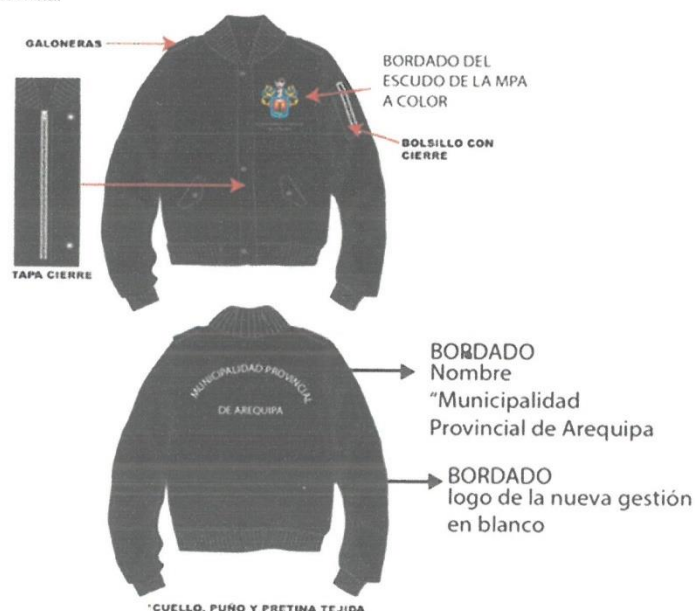 GALONERAS
BORDADO DEL
ESCUDO DE LA MPA
A COLOR
BOLSILLO CON
CIERRE
TAPA CIERRE
MUNICIPALIDAD PROVINCIAL
DE AREQUIPA
BORDADO
Nombre
"Municipalidad
Provincial de Arequipa
BORDADO
logo de la nueva gestión
en blanco
*CUELLO, PUÑO Y PRETINA TEJIDA